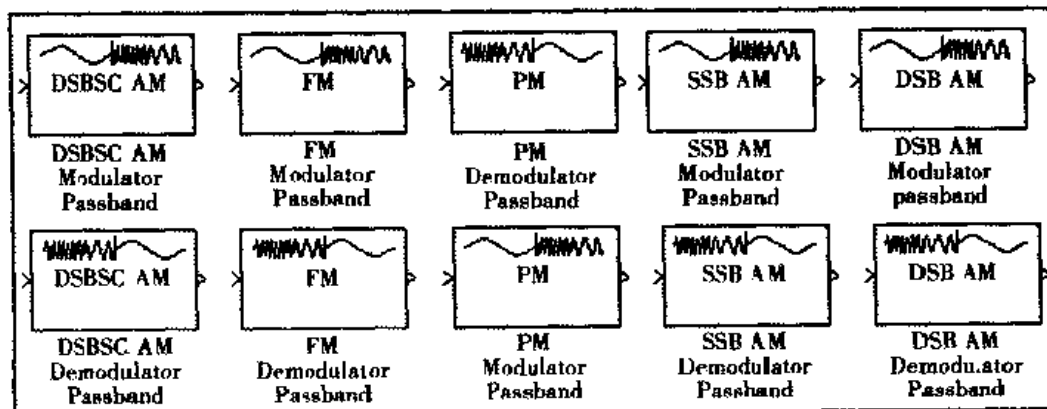 DSBSC AM
FM
PM
SSB AM
DSB AM
DSBSC AM
Modulator
Passband
FM
Modulator
Passband
PM
Demodulator
Passband
SSB AM
Modulator
Passband
DSB AM
Modulator
passband
DSBSC AM
FM
PM
SSB AM
DSB AM
DSBSC AM
Demodulator
Passband
FM
Demodulator
Passband
PM
Modulator
Passband
SSB AM
Demodulator
Passband
DSB AM
Demodulator
Passband